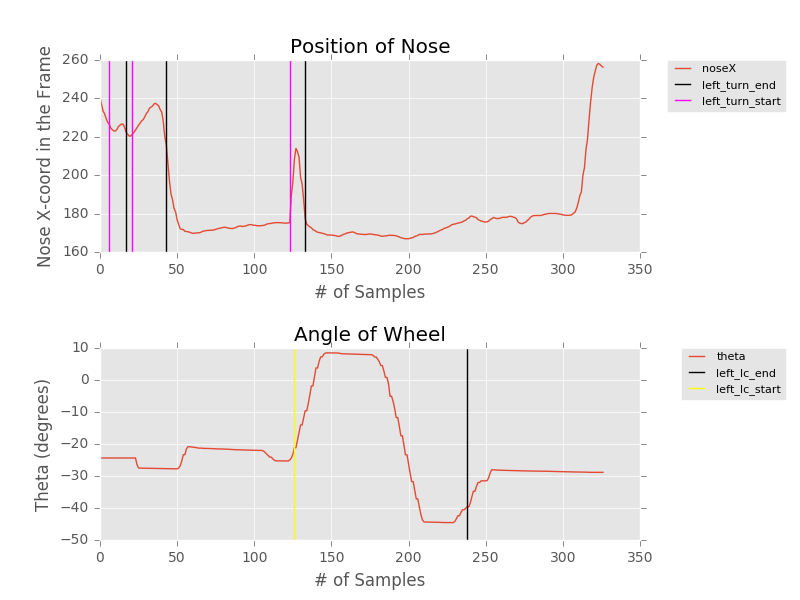 Position of Nose
Nose X-coord in the Frame
260
240
220
200
180
160
0 50 100 150 200 250 300 350
# of Samples
noseX
left_turn_end
left_turn_start
Angle of Wheel
Theta (degrees)
10
0
−10
−20
−30
−40
−50
0 50 100 150 200 250 300 350
# of Samples
theta
left_lc_end
left_lc_start